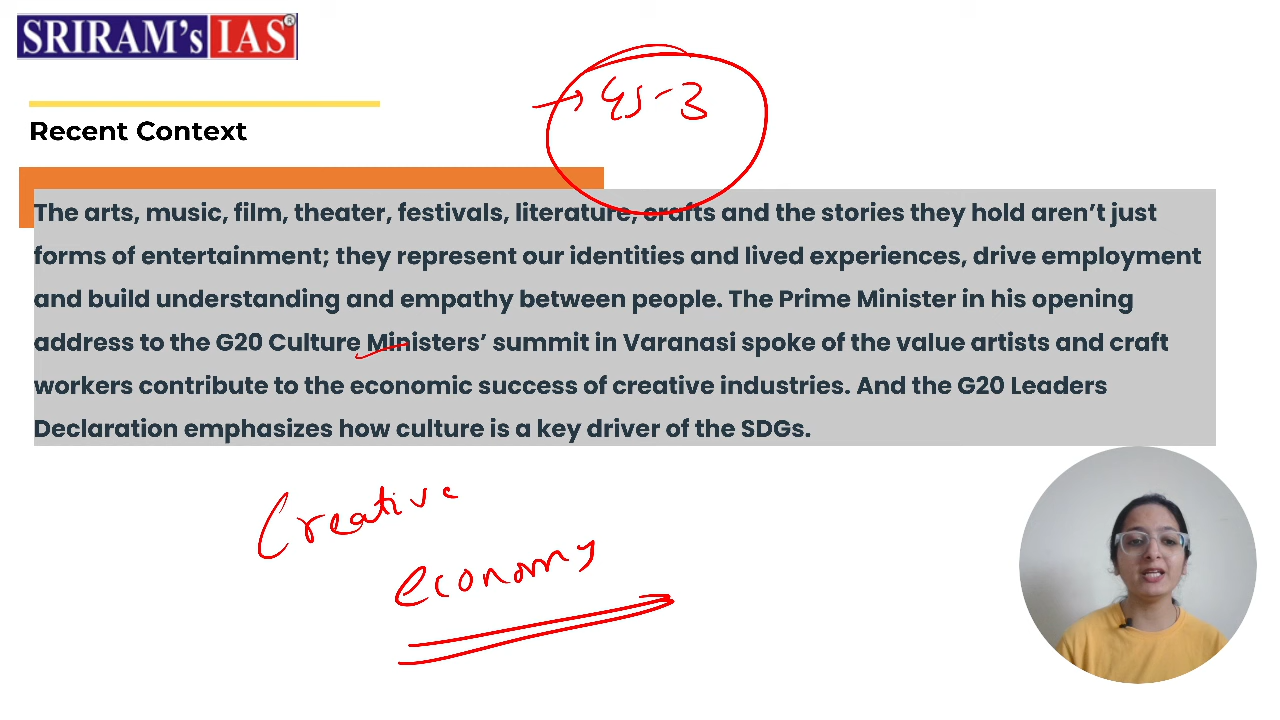 SRIRAM's IAS®
→ GS-3
Recent Context
The arts, music, film, theater, festivals, literature, crafts and the stories they hold aren't just
forms of entertainment; they represent our identities and lived experiences, drive employment
and build understanding and empathy between people. The Prime Minister in his opening
address to the G20 Culture Ministers' summit in Varanasi spoke of the value artists and craft
workers contribute to the economic success of creative industries. And the G20 Leaders
Declaration emphasizes how culture is a key driver of the SDGs.
Creative
economy